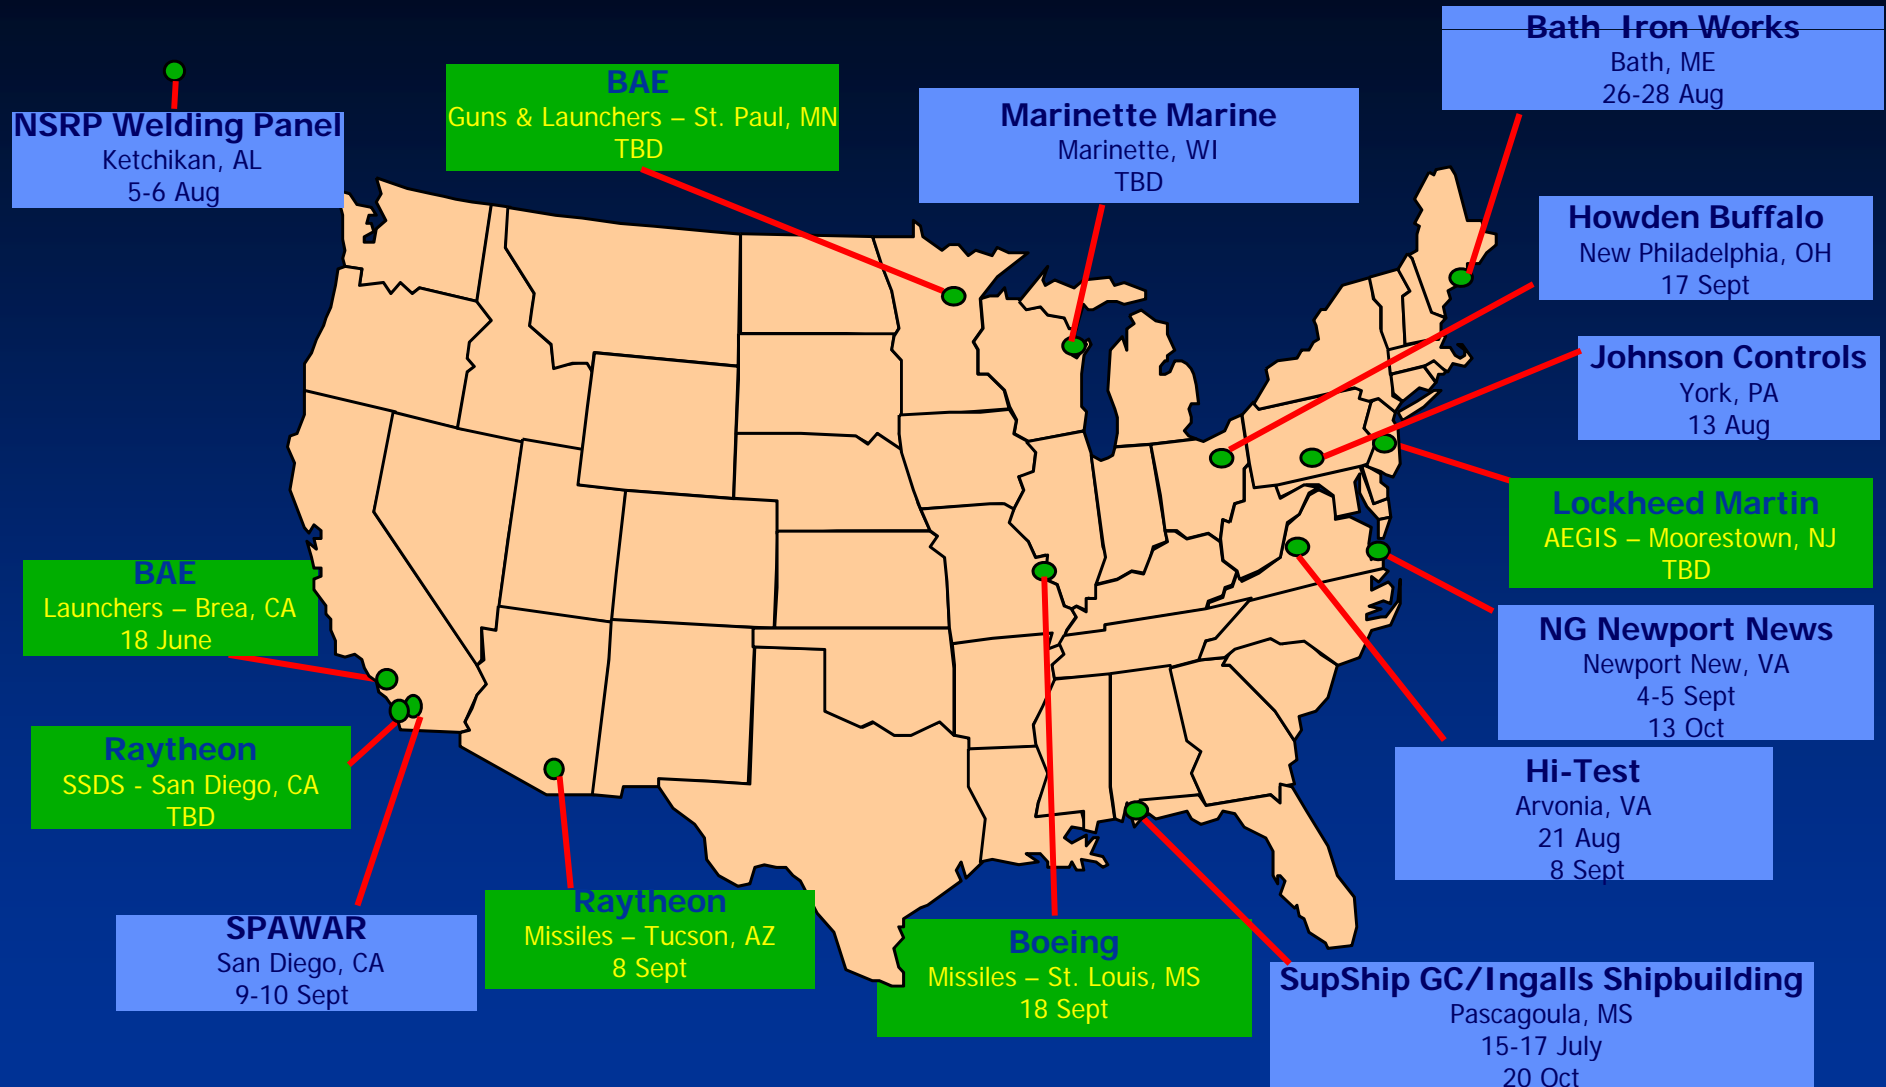 NSRP Welding Panel
Ketchikan, AL
5-6 Aug
BAE
Guns & Launchers – St. Paul, MN
TBD
Marinette Marine
Marinette, WI
TBD
Bath Iron Works
Bath, ME
26-28 Aug
Howden Buffalo
New Philadelphia, OH
17 Sept
Johnson Controls
York, PA
13 Aug
Lockheed Martin
AEGIS – Moorestown, NJ
TBD
BAE
Launchers – Brea, CA
18 June
NG Newport News
Newport New, VA
4-5 Sept
13 Oct
Raytheon
SSDS - San Diego, CA
TBD
Hi-Test
Arvonia, VA
21 Aug
8 Sept
SPAWAR
San Diego, CA
9-10 Sept
Raytheon
Missiles – Tucson, AZ
8 Sept
Boeing
Missiles – St. Louis, MS
18 Sept
SupShip GC/Ingalls Shipbuilding
Pascagoula, MS
15-17 July
20 Oct